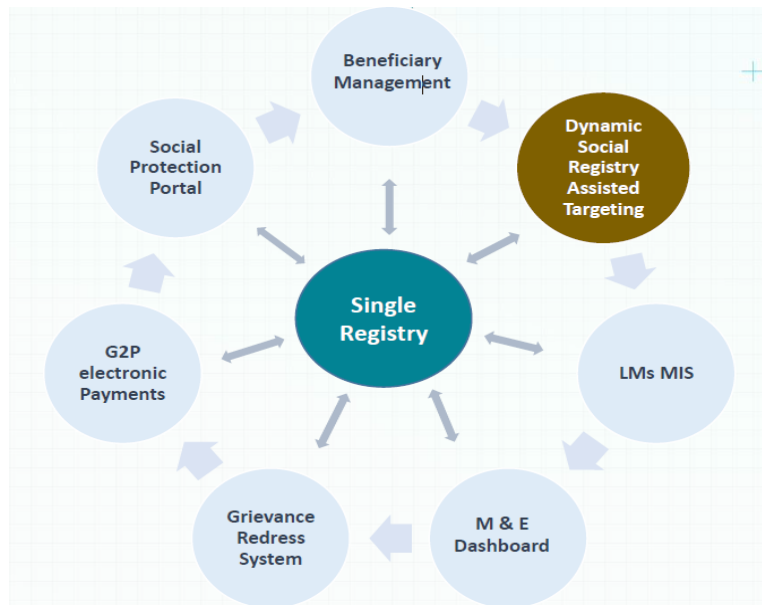 Beneficiary
Management
Dynamic
Social
Registry
Assisted
Targeting
Social
Protection
Portal
Single
Registry
G2P
electronic
Payments
LMs MIS
Grievance
Redress
System
M & E
Dashboard